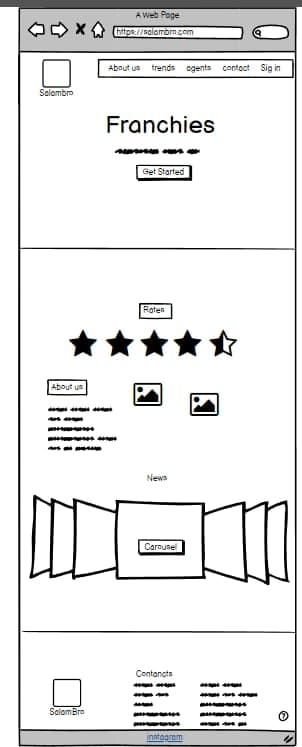 A Web Page
https://salambro.com
About us trends agents contact Sig in
Salambro
Franchies
Get Started
Rates
About us
News
Carousel
Contancts
SalamBro
instagram